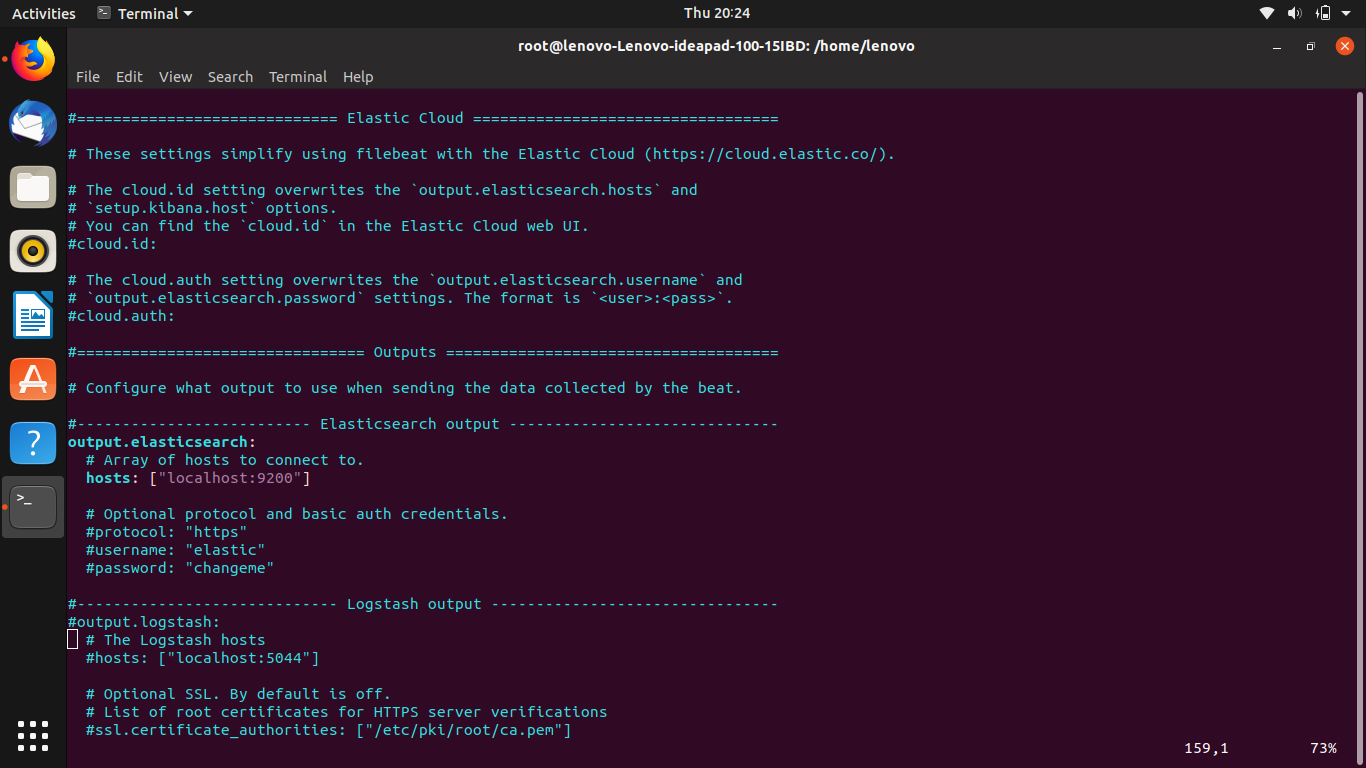 Activities Terminal Thu 20:24
root@lenovo-Lenovo-ideapad-100-15IBD: /home/lenovo
File Edit View Search Terminal Help
#============================= Elastic Cloud ==================================
# These settings simplify using filebeat with the Elastic Cloud (https://cloud.elastic.co/).
# The cloud.id setting overwrites the `output.elasticsearch.hosts` and
# `setup.kibana.host` options.
# You can find the `cloud.id` in the Elastic Cloud web UI.
#cloud.id:
# The cloud.auth setting overwrites the `output.elasticsearch.username` and
# `output.elasticsearch.password` settings. The format is `<user>:<pass>`.
#cloud.auth:
#================================ Outputs =====================================
# Configure what output to use when sending the data collected by the beat.
#-------------------------- Elasticsearch output ------------------------------
output.elasticsearch:
  # Array of hosts to connect to.
  hosts: ["localhost:9200"]
  # Optional protocol and basic auth credentials.
  #protocol: "https"
  #username: "elastic"
  #password: "changeme"
#----------------------------- Logstash output --------------------------------
#output.logstash:
  # The Logstash hosts
  #hosts: ["localhost:5044"]
  # Optional SSL. By default is off.
  # List of root certificates for HTTPS server verifications
  #ssl.certificate_authorities: ["/etc/pki/root/ca.pem"]
159,1 73%